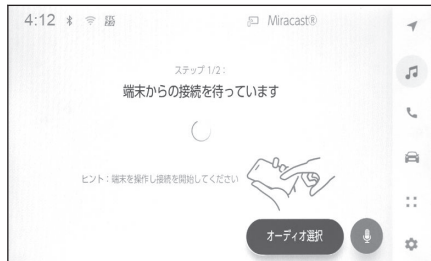 4:12
Miracast®
ステップ 1/2：
端末からの接続を待っています
ヒント：端末を操作し接続を開始してください
オーディオ選択